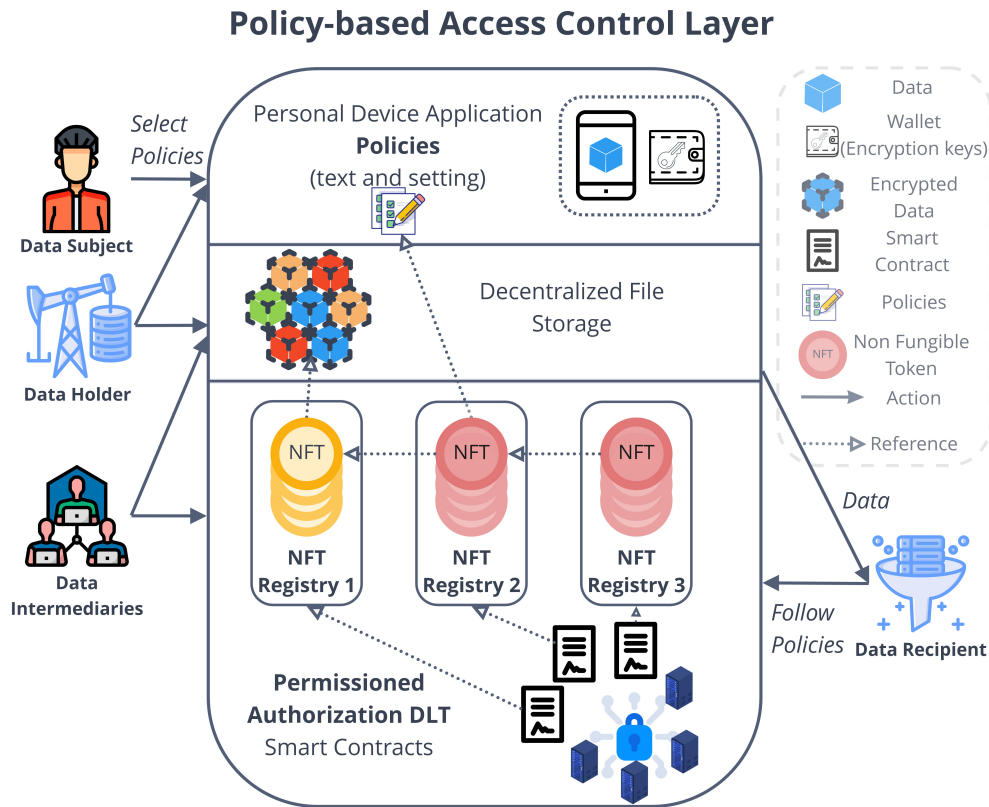 Policy-based Access Control Layer
Personal Device Application
Policies
(text and setting)
Select
Policies
Data Subject
Data Holder
Data
Intermediaries
Decentralized File
Storage
NFT
NFT
NFT
NFT
Registry 1
NFT
Registry 2
NFT
Registry 3
Permissioned
Authorization DLT
Smart Contracts
Data
Wallet
(Encryption keys)
Encrypted
Data
Smart
Contract
Policies
NFT
Non Fungible
Token
Action
Reference
Data
Follow
Policies
Data Recipient